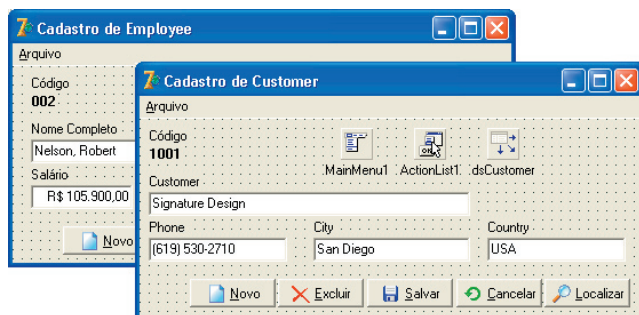 Cadastro de Employee
Arquivo
Código
002
Nome Completo
Nelson, Robert
Salário
R$ 105.900,00
Novo
Cadastro de Customer
Arquivo
Código
1001
MainMenu1 ActionList1 dsCustomer
Customer
Signature Design
Phone City Country
(619) 530-2710 San Diego USA
Novo Excluir Salvar Cancelar Localizar